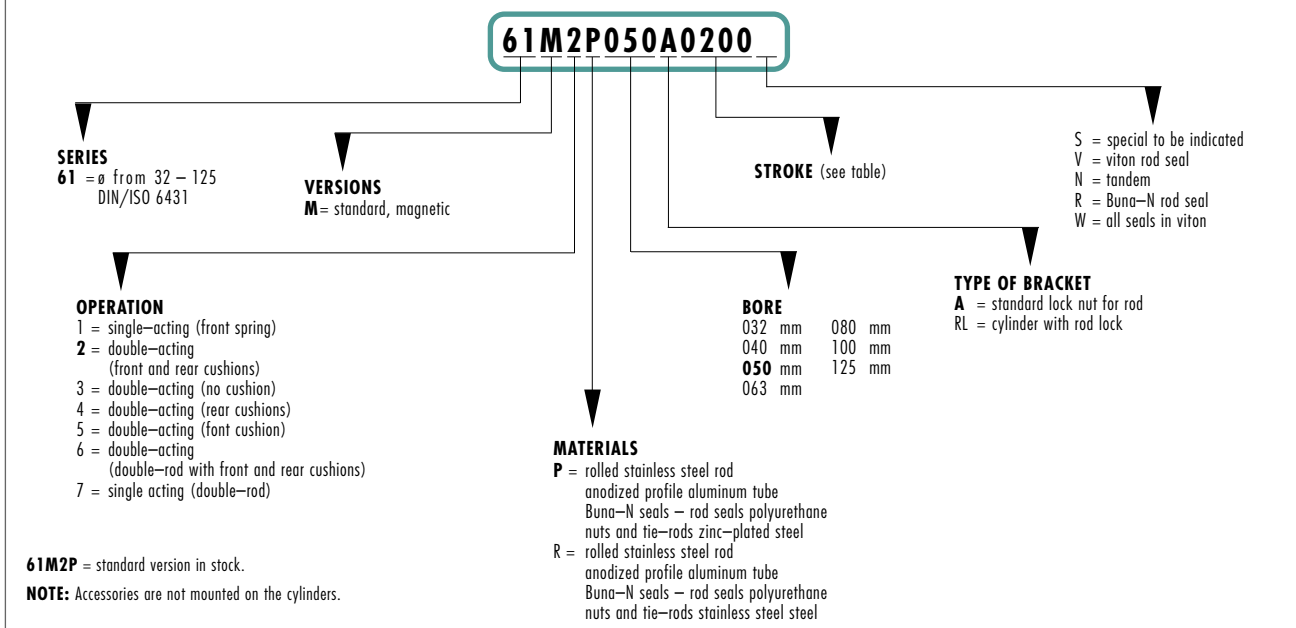 61M2P050A0200
SERIES
61 = ø from 32 – 125
DIN/ISO 6431
VERSIONS
M= standard, magnetic
STROKE (see table)
S = special to be indicated
V = viton rod seal
N = tandem
R = Buna–N rod seal
W = all seals in viton
OPERATION
1 = single–acting (front spring)
2 = double–acting
(front and rear cushions)
3 = double–acting (no cushion)
4 = double–acting (rear cushions)
5 = double–acting (font cushion)
6 = double–acting
(double–rod with front and rear cushions)
7 = single acting (double–rod)
BORE
032 mm 080 mm
040 mm 100 mm
050 mm 125 mm
063 mm
TYPE OF BRACKET
A = standard lock nut for rod
RL = cylinder with rod lock
MATERIALS
P = rolled stainless steel rod
anodized profile aluminum tube
Buna–N seals – rod seals polyurethane
nuts and tie–rods zinc–plated steel
R = rolled stainless steel rod
anodized profile aluminum tube
Buna–N seals – rod seals polyurethane
nuts and tie–rods stainless steel steel
61M2P = standard version in stock.
NOTE: Accessories are not mounted on the cylinders.